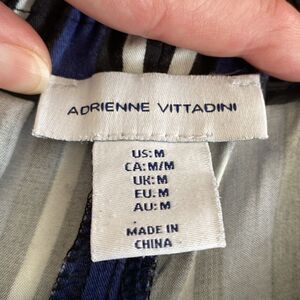 ADRIENNE VITTADINI
US: M
CA: M/M
UK: M
EU: M
AU: M
MADE IN
CHINA